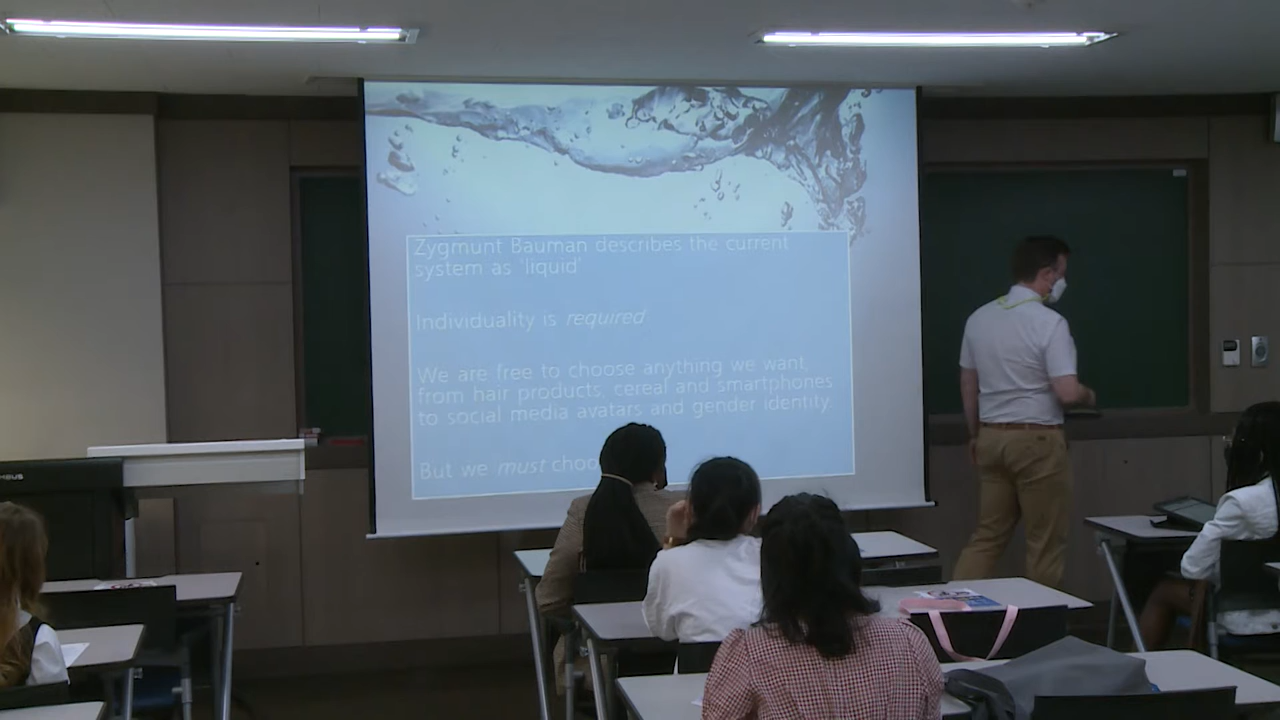 Zygmunt Bauman describes the current
system as 'liquid'
Individuality is required
We are free to choose anything we want,
from hair products, cereal and smartphones
to social media avatars and gender identity.
But we must